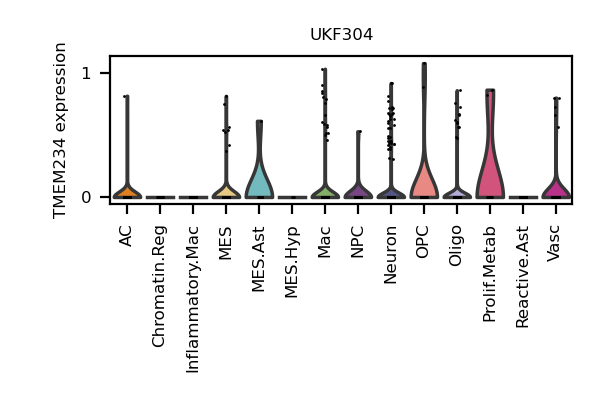 UKF304
TMEM234 expression
1
0
AC
Chromatin.Reg
Inflammatory.Mac
MES
MES.Ast
MES.Hyp
Mac
NPC
Neuron
OPC
Oligo
Prolif.Metab
Reactive.Ast
Vasc